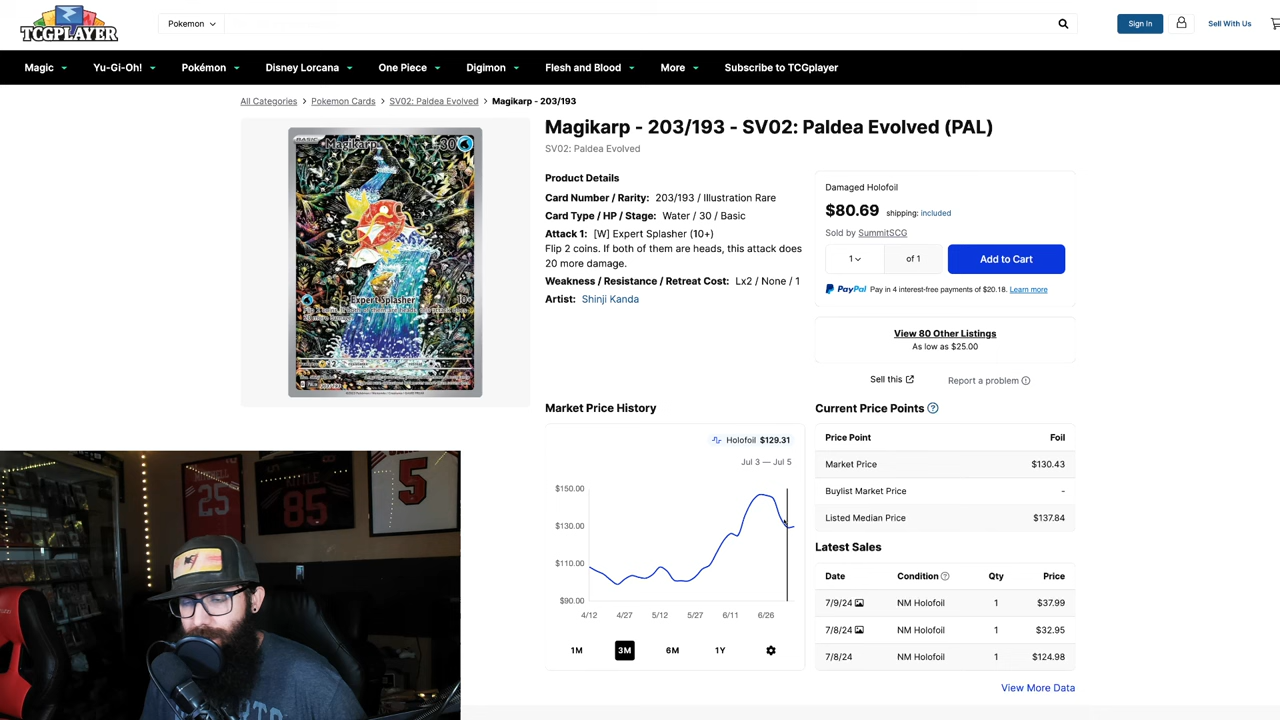 TCGPLAYER
Pokemon
Sign In
Sell With Us
Magic
Yu-Gi-Oh!
Pokémon
Disney Lorcana
One Piece
Digimon
Flesh and Blood
More
Subscribe to TCGplayer
All Categories > Pokemon Cards > SV02: Paldea Evolved > Magikarp - 203/193
BASIC
Magikarp
30
Expert Splasher
10+
Magikarp - 203/193 - SV02: Paldea Evolved (PAL)
SV02: Paldea Evolved
Product Details
Card Number / Rarity: 203/193 / Illustration Rare
Card Type / HP / Stage: Water / 30 / Basic
Attack 1: [W] Expert Splasher (10+)
Flip 2 coins. If both of them are heads, this attack does
20 more damage.
Weakness / Resistance / Retreat Cost: Lx2 / None / 1
Artist: Shinji Kanda
Damaged Holofoil
$80.69 shipping: included
Sold by SummitSCG
1
of 1
Add to Cart
PayPal Pay in 4 interest-free payments of $20.18. Learn more
View 80 Other Listings
As low as $25.00
Sell this
Report a problem
Market Price History
Holofoil $129.31
Jul 3 — Jul 5
$150.00
$130.00
$110.00
$90.00
4/12 4/27 5/12 5/27 6/11 6/26
1M 3M 6M 1Y
Current Price Points
Price Point Foil
Market Price $130.43
Buylist Market Price -
Listed Median Price $137.84
Latest Sales
Date Condition Qty Price
7/9/24 NM Holofoil 1 $37.99
7/8/24 NM Holofoil 1 $32.95
7/8/24 NM Holofoil 1 $124.98
View More Data
25
85
5